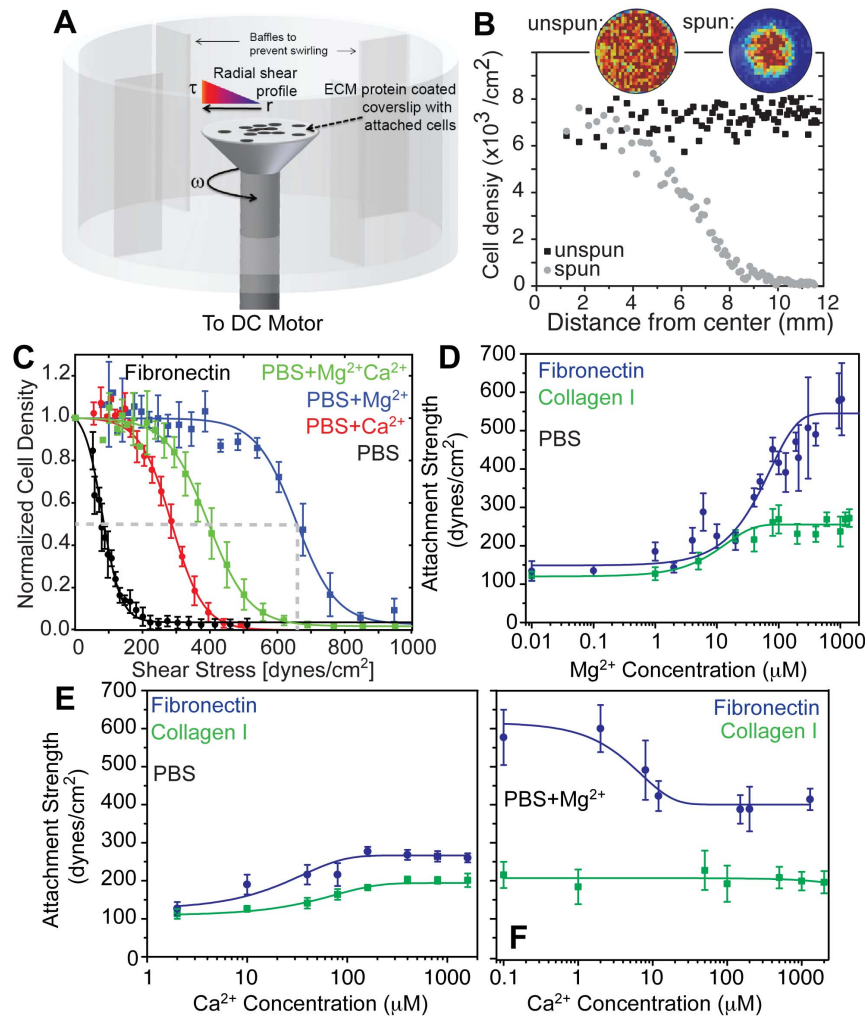 A
Baffles to
prevent swirling
Radial shear
profile
τ
r
ECM protein coated
coverslip with
attached cells
ω
To DC Motor
B
unspun:
spun:
Cell densiy (x10³ /cm²)
8
6
4
2
0
unspun
spun
0 2 4 6 8 10 12
Distance from center (mm)
C
Fibronectin
PBS+Mg²⁺Ca²⁺
PBS+Mg²⁺
PBS+Ca²⁺
PBS
Normalized Cell Density
1.2
1.0
0.8
0.6
0.4
0.2
0.0
0 200 400 600 800 1000
Shear Stress [dynes/cm²]
D
Fibronectin
Collagen I
PBS
Attachment Strength
(dynes/cm²)
700
600
500
400
300
200
100
0
0.01 0.1 1 10 100 1000
Mg²⁺ Concentration (μM)
E
Fibronectin
Collagen I
PBS
Attachment Strength
(dynes/cm²)
700
600
500
400
300
200
100
0
1 10 100 1000
Ca²⁺ Concentration (μM)
Fibronectin
Collagen I
PBS+Mg²⁺
F
0.1 1 10 100 1000
Ca²⁺ Concentration (μM)